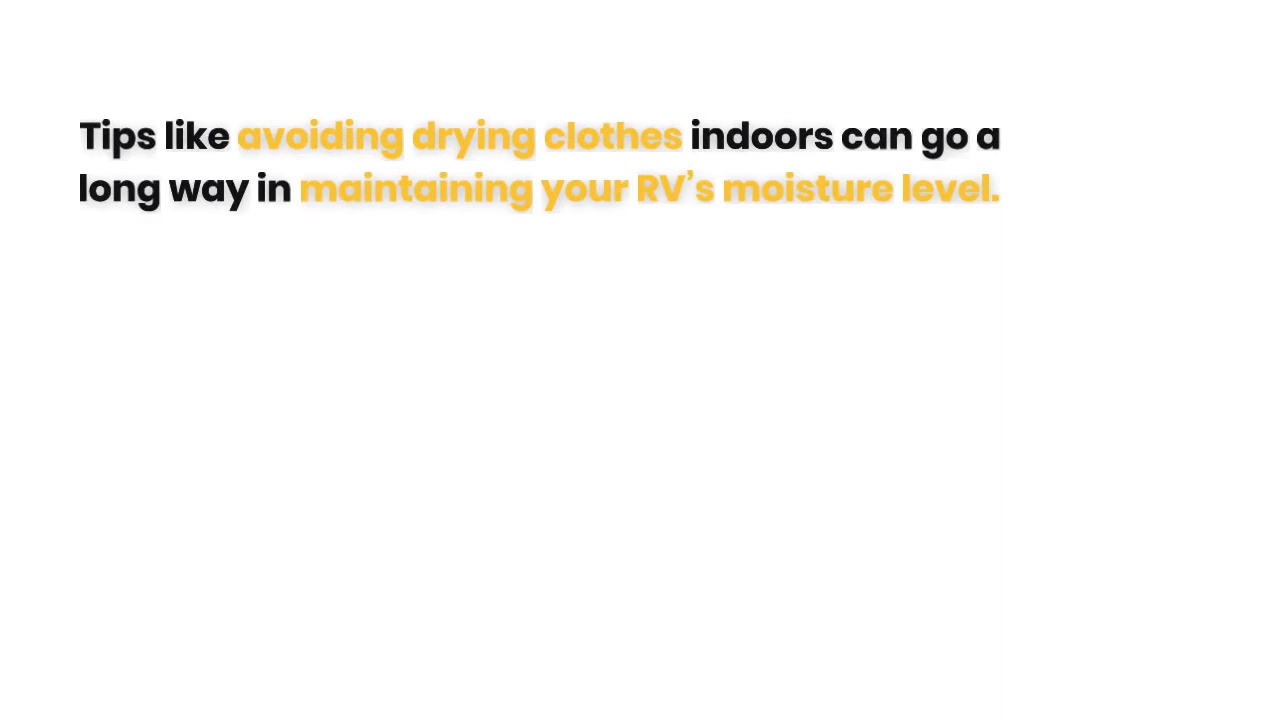 Tips like avoiding drying clothes indoors can go a
long way in maintaining your RV’s moisture level.